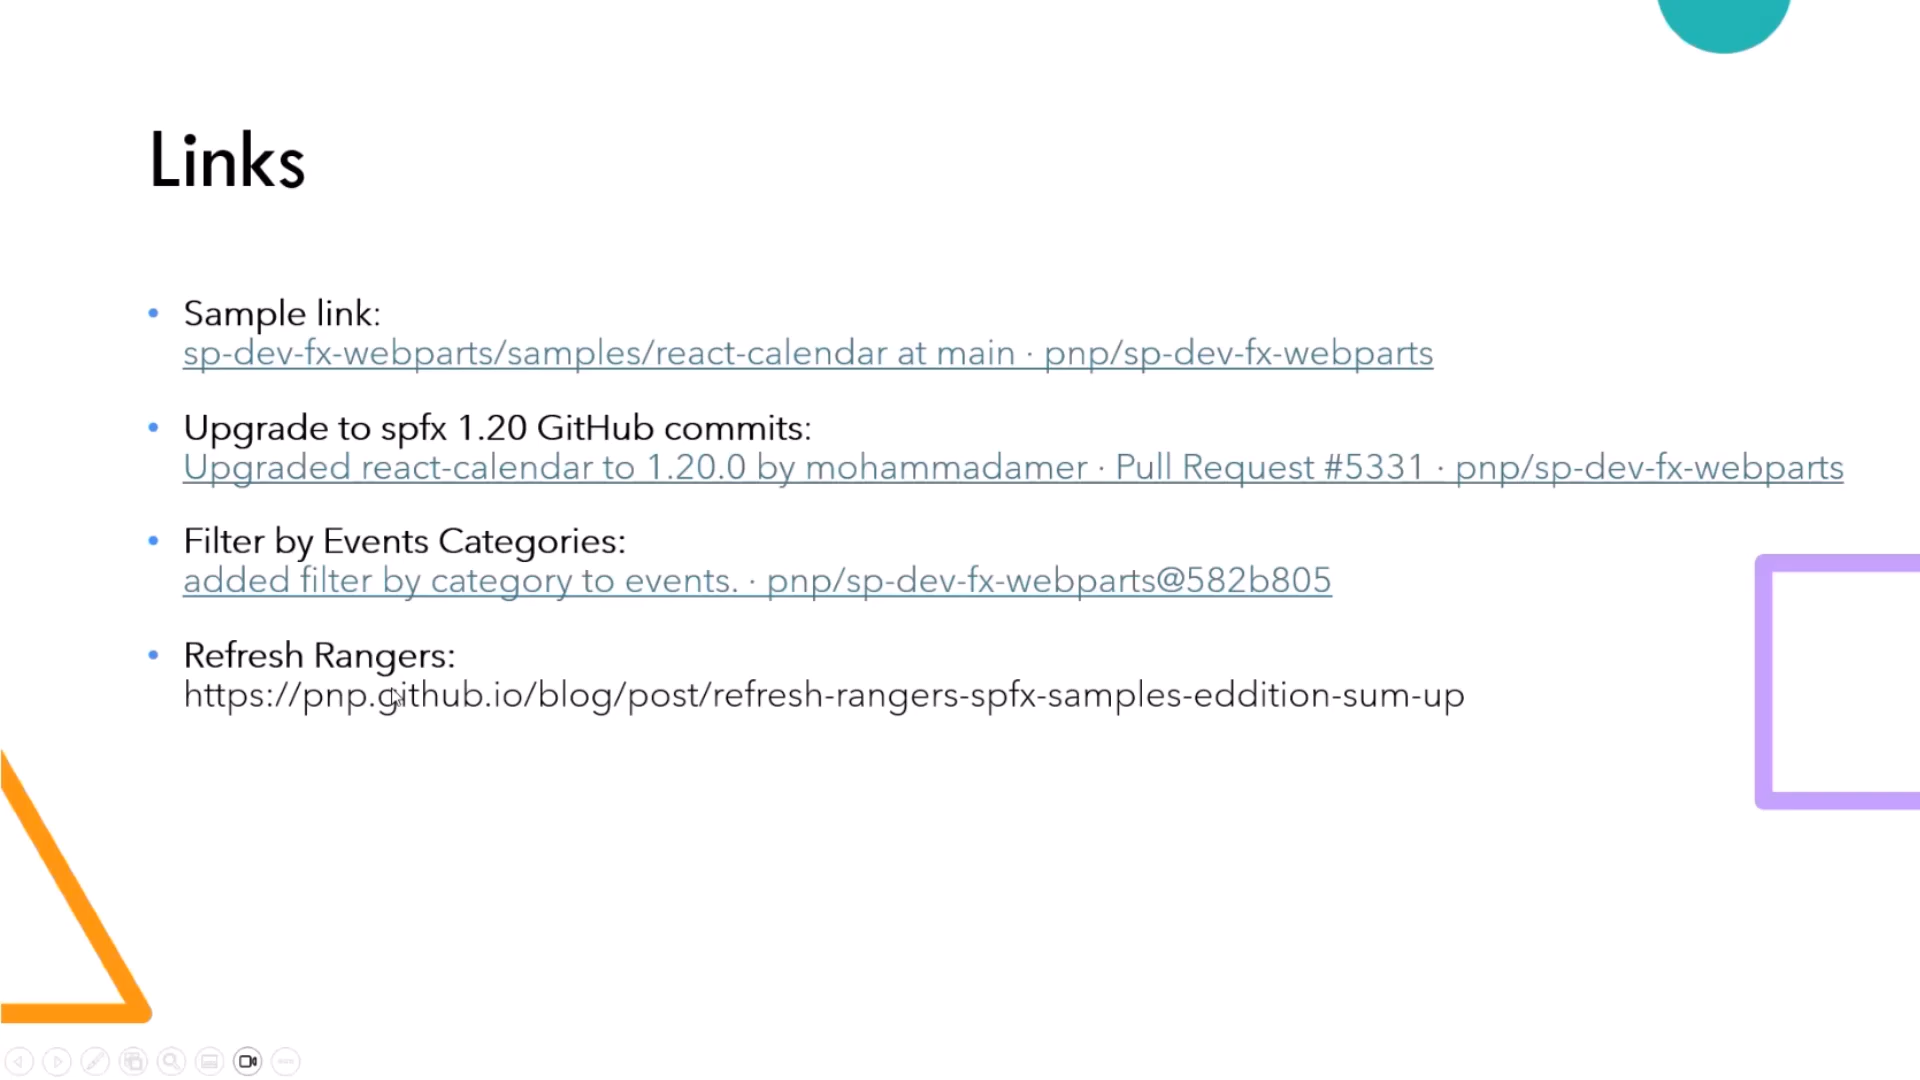 Links
• Sample link:
sp-dev-fx-webparts/samples/react-calendar at main · pnp/sp-dev-fx-webparts
• Upgrade to spfx 1.20 GitHub commits:
Upgraded react-calendar to 1.20.0 by mohammadamer · Pull Request #5331 · pnp/sp-dev-fx-webparts
• Filter by Events Categories:
added filter by category to events. · pnp/sp-dev-fx-webparts@582b805
• Refresh Rangers:
https://pnp.github.io/blog/post/refresh-rangers-spfx-samples-eddition-sum-up